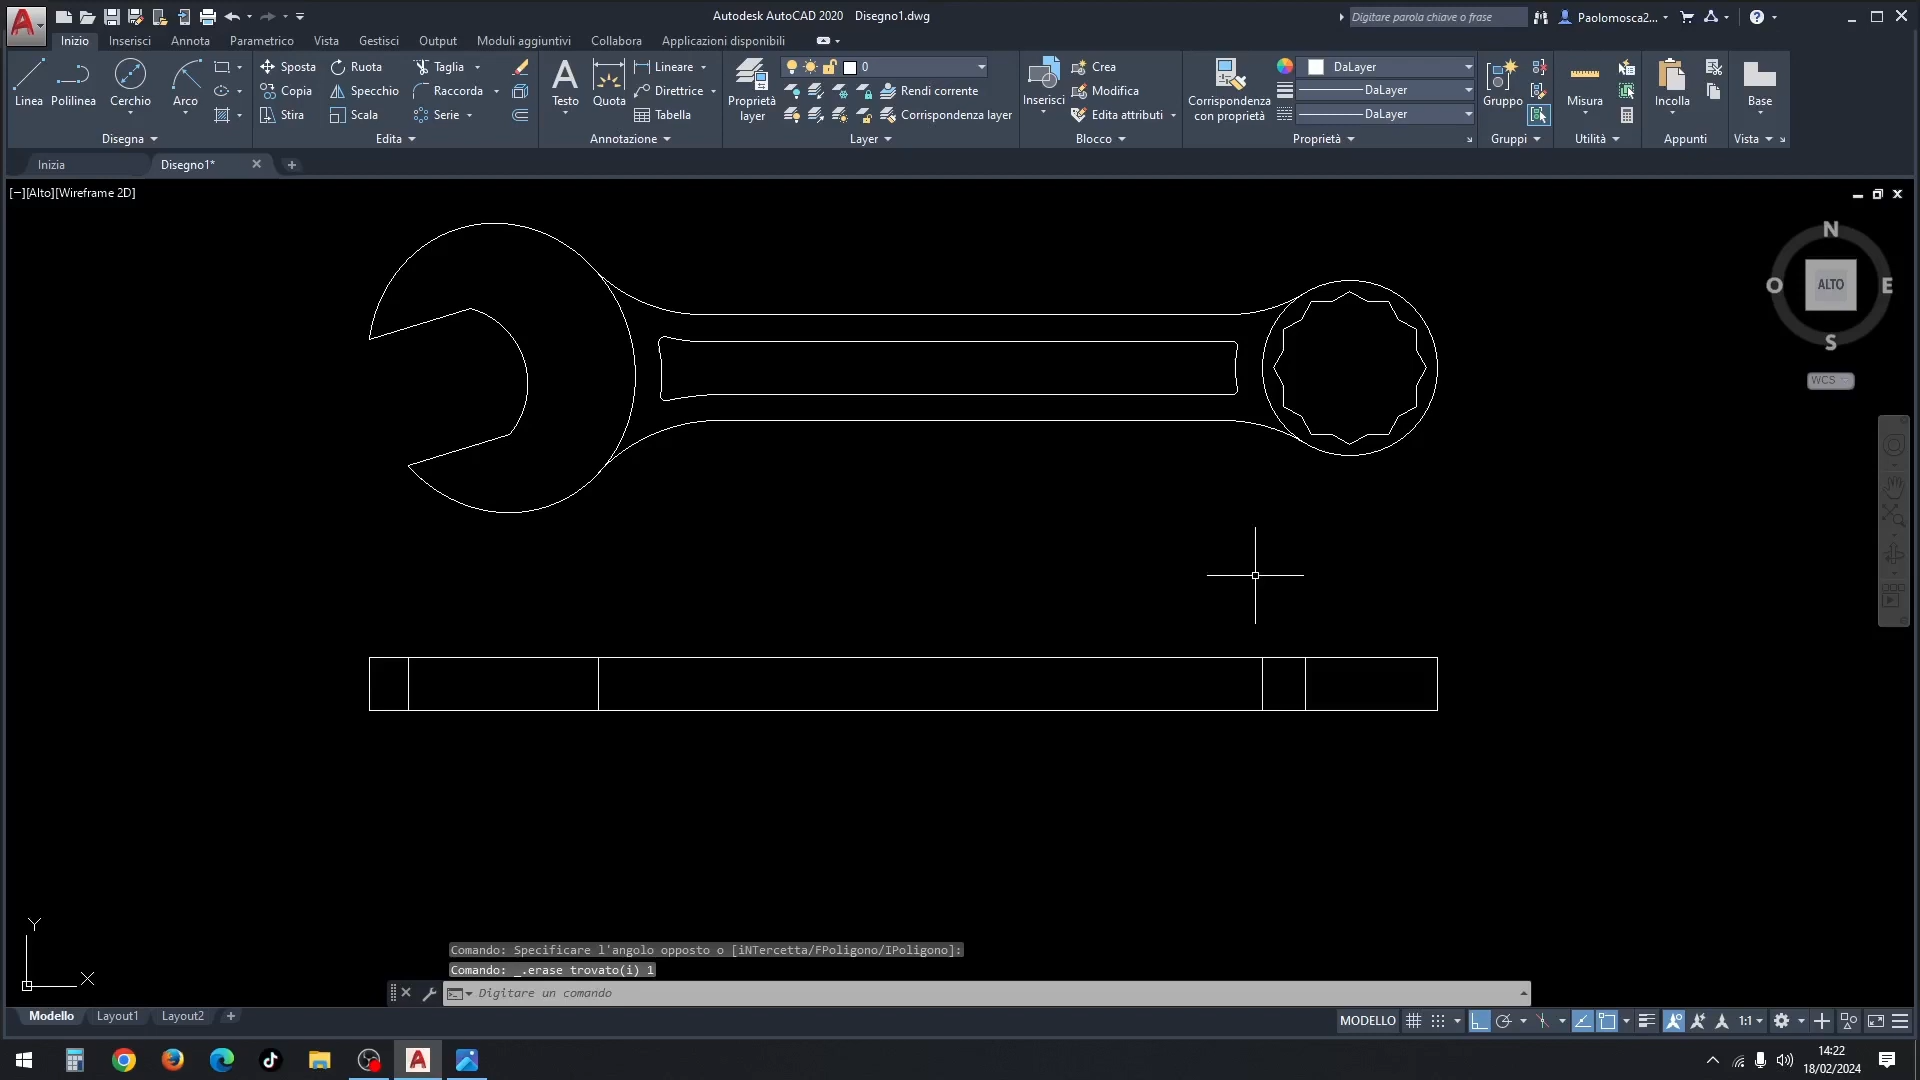 Autodesk AutoCAD 2020 Disegno1.dwg
Digitare parola chiave o frase
Paolomosca2...
Inizio Inserisci Annota Parametrico Vista Gestisci Output Moduli aggiuntivi Collabora Applicazioni disponibili
Linea Polilinea Cerchio Arco
Sposta Ruota Taglia
Copia Specchio Raccorda
Stira Scala Serie
Testo Quota
Lineare
Direttrice
Tabella
Proprietà layer
0
Rendi corrente
Corrispondenza layer
Inserisci
Crea
Modifica
Edita attributi
Corrispondenza con proprietà
DaLayer
DaLayer
DaLayer
Gruppo
Misura
Incolla
Base
Disegna Edita Annotazione Layer Blocco Proprietà Gruppi Utilità Appunti Vista
Inizia Disegno1*
[−][Alto][Wireframe 2D]
N
O ALTO E
S
WCS
Y
X
Comando: Specificare l'angolo opposto o [iNTercetta/FPoligono/IPoligono]:
Comando: _.erase trovato(i) 1
Digitare un comando
Modello Layout1 Layout2
MODELLO
1:1
14:22
18/02/2024